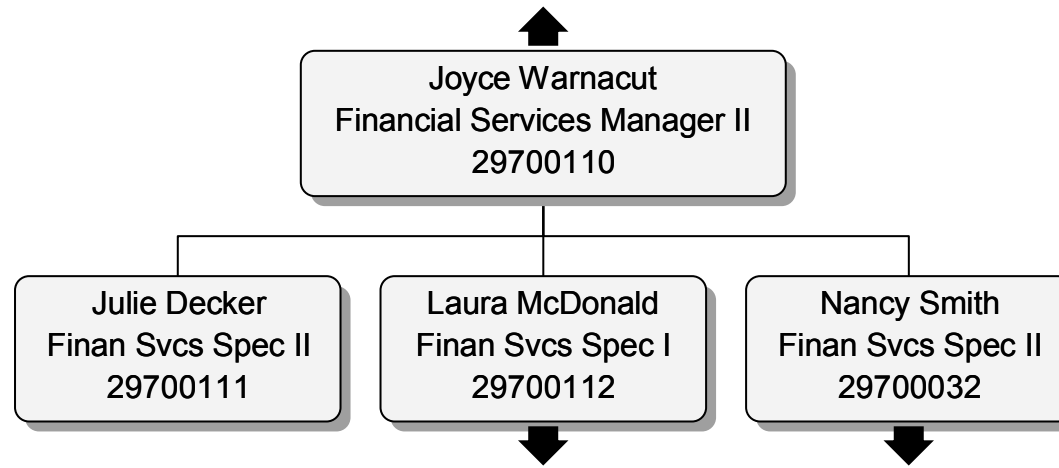 Joyce Warnacut
Financial Services Manager II
29700110
Julie Decker
Finan Svcs Spec II
29700111
Laura McDonald
Finan Svcs Spec I
29700112
Nancy Smith
Finan Svcs Spec II
29700032